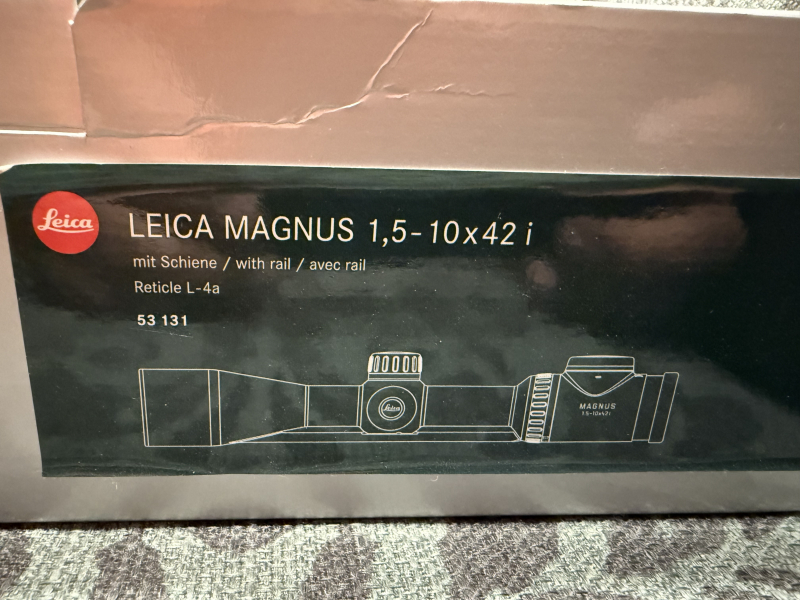 Leica
LEICA MAGNUS 1,5-10x42 i
mit Schiene / with rail / avec rail
Reticle L-4a
53 131
Leica
MAGNUS
1.5-10x42 i